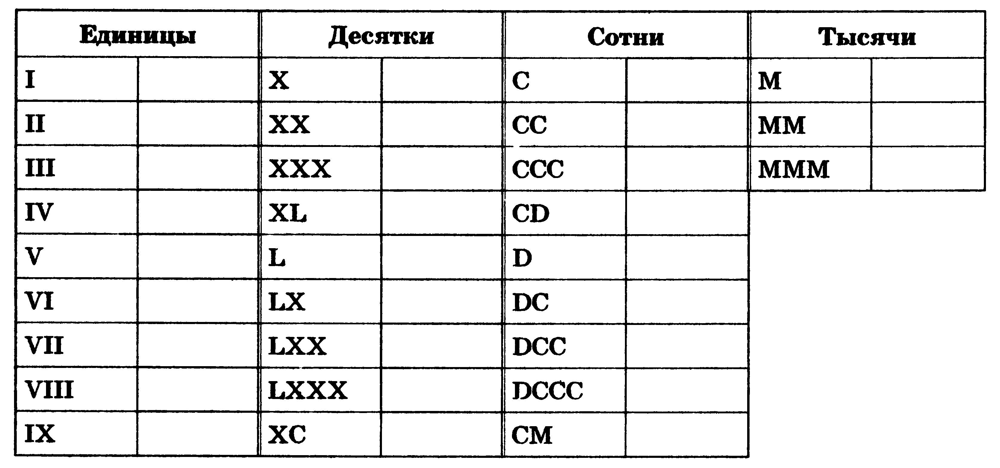 Единицы Десятки Сотни Тысячи
I X C M
II XX CC MM
III XXX CCC MMM
IV XL CD
V L D
VI LX DC
VII LXX DCC
VIII LXXX DCCC
IX XC CM